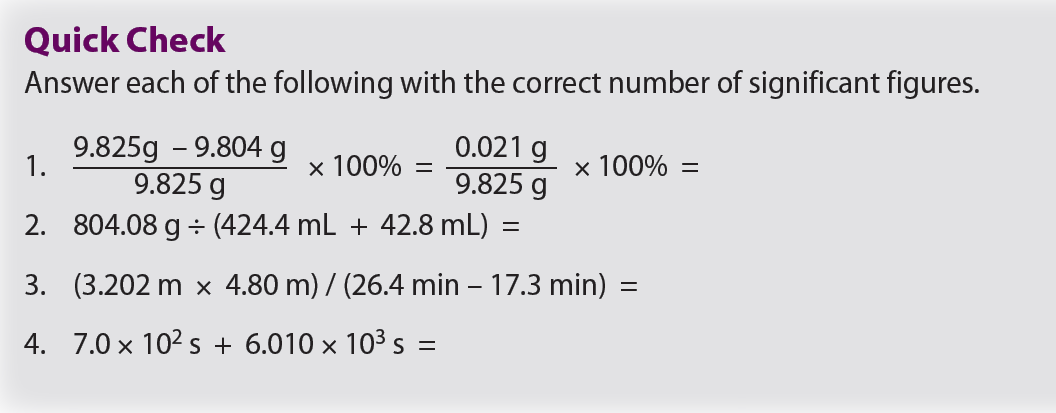 Quick Check
Answer each of the following with the correct number of significant figures.
1. (9.825g – 9.804 g)/(9.825 g) × 100% = (0.021 g)/(9.825 g) × 100% =
2. 804.08 g ÷ (424.4 mL + 42.8 mL) =
3. (3.202 m × 4.80 m) / (26.4 min – 17.3 min) =
4. 7.0 × 10² s + 6.010 × 10³ s =